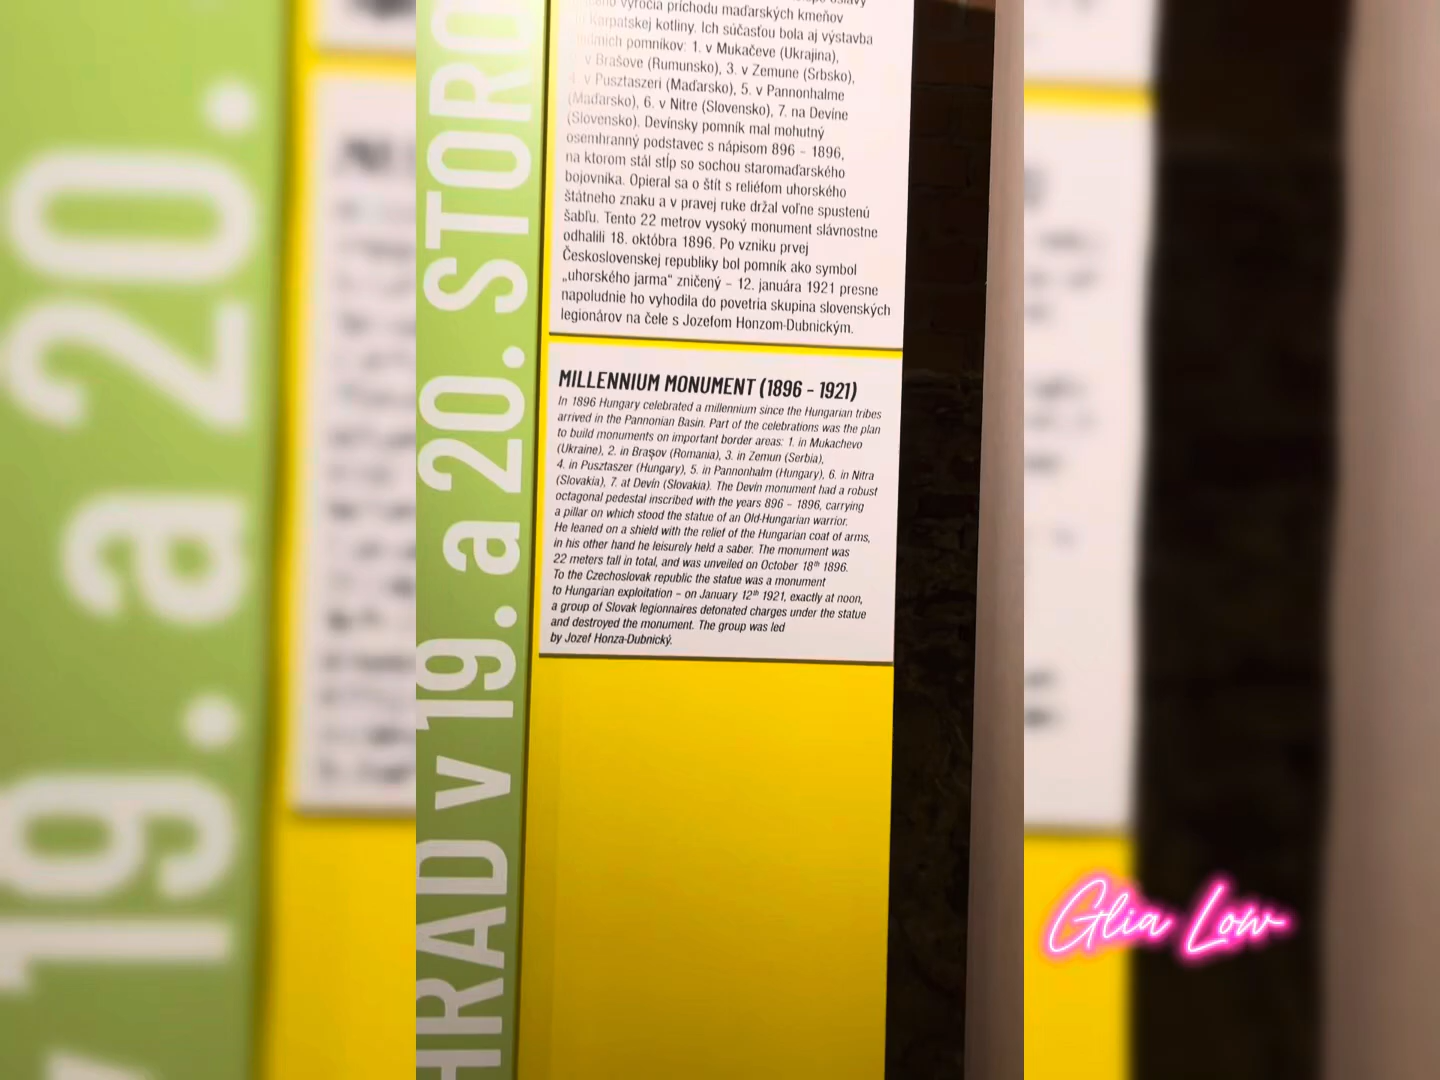 HRAD v 19. a 20. STORO
výročia príchodu maďarských kmeňov
Karpatskej kotliny. Ich súčasťou bola aj výstavba
pomníkov: 1. v Mukačeve (Ukrajina),
v Brašove (Rumunsko), 3. v Zemune (Srbsko),
4. v Pusztaszeri (Maďarsko), 5. v Pannonhalme
(Maďarsko), 6. v Nitre (Slovensko), 7. na Devíne
(Slovensko). Devínsky pomník mal mohutný
osemhranný podstavec s nápisom 896 – 1896,
na ktorom stál stĺp so sochou staromaďarského
bojovníka. Opieral sa o štít s reliéfom uhorského
štátneho znaku a v pravej ruke držal voľne spustenú
šabľu. Tento 22 metrov vysoký monument slávnostne
odhalili 18. októbra 1896. Po vzniku prvej
Československej republiky bol pomník ako symbol
„uhorského jarma“ zničený – 12. januára 1921 presne
napoludnie ho vyhodila do povetria skupina slovenských
legionárov na čele s Jozefom Honzom-Dubnickým.
MILLENNIUM MONUMENT (1896 – 1921)
In 1896 Hungary celebrated a millennium since the Hungarian tribes
arrived in the Pannonian Basin. Part of the celebrations was the plan
to build monuments on important border areas: 1. in Mukachevo
(Ukraine), 2. in Braşov (Romania), 3. in Zemun (Serbia),
4. in Pusztaszer (Hungary), 5. in Pannonhalm (Hungary), 6. in Nitra
(Slovakia), 7. at Devín (Slovakia). The Devín monument had a robust
octagonal pedestal inscribed with the years 896 – 1896, carrying
a pillar on which stood the statue of an Old-Hungarian warrior.
He leaned on a shield with the relief of the Hungarian coat of arms,
in his other hand he leisurely held a saber. The monument was
22 meters tall in total, and was unveiled on October 18th 1896.
To the Czechoslovak republic the statue was a monument
to Hungarian exploitation – on January 12th 1921, exactly at noon,
a group of Slovak legionnaires detonated charges under the statue
and destroyed the monument. The group was led
by Jozef Honza-Dubnický.
Glia Low